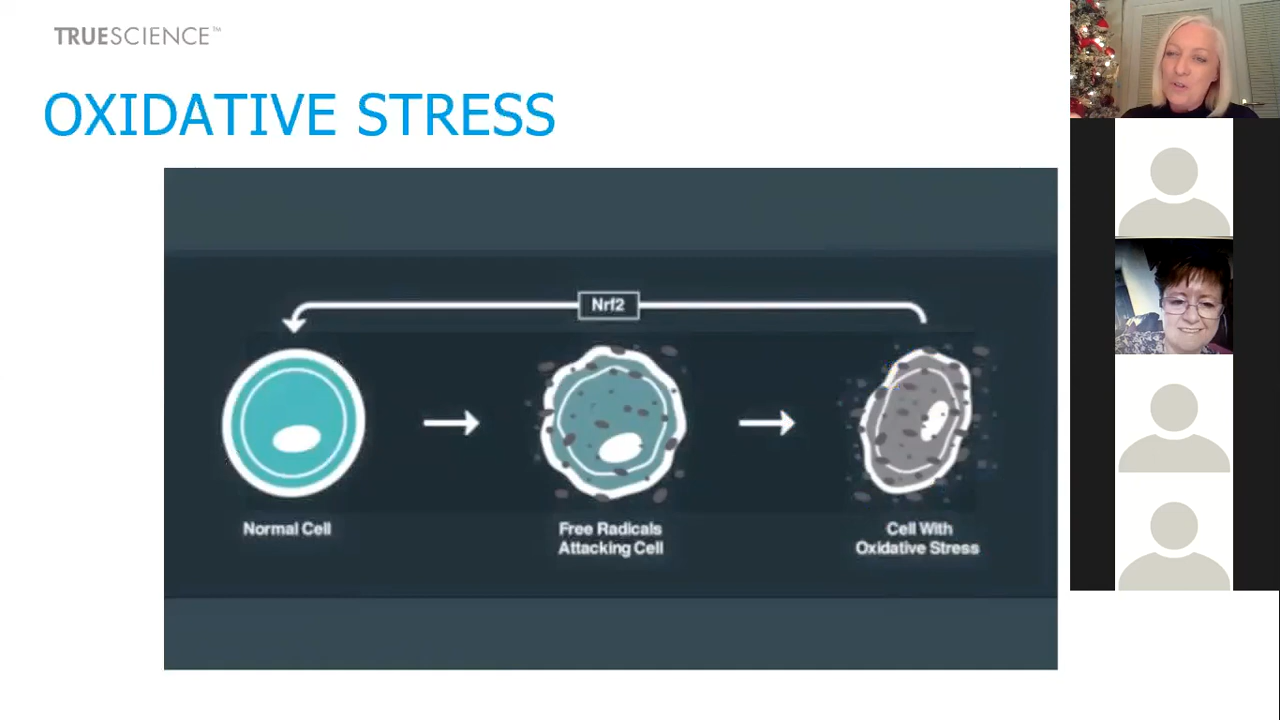 TRUESCIENCE™
OXIDATIVE STRESS
Nrf2
Normal Cell
Free Radicals
Attacking Cell
Cell With
Oxidative Stress